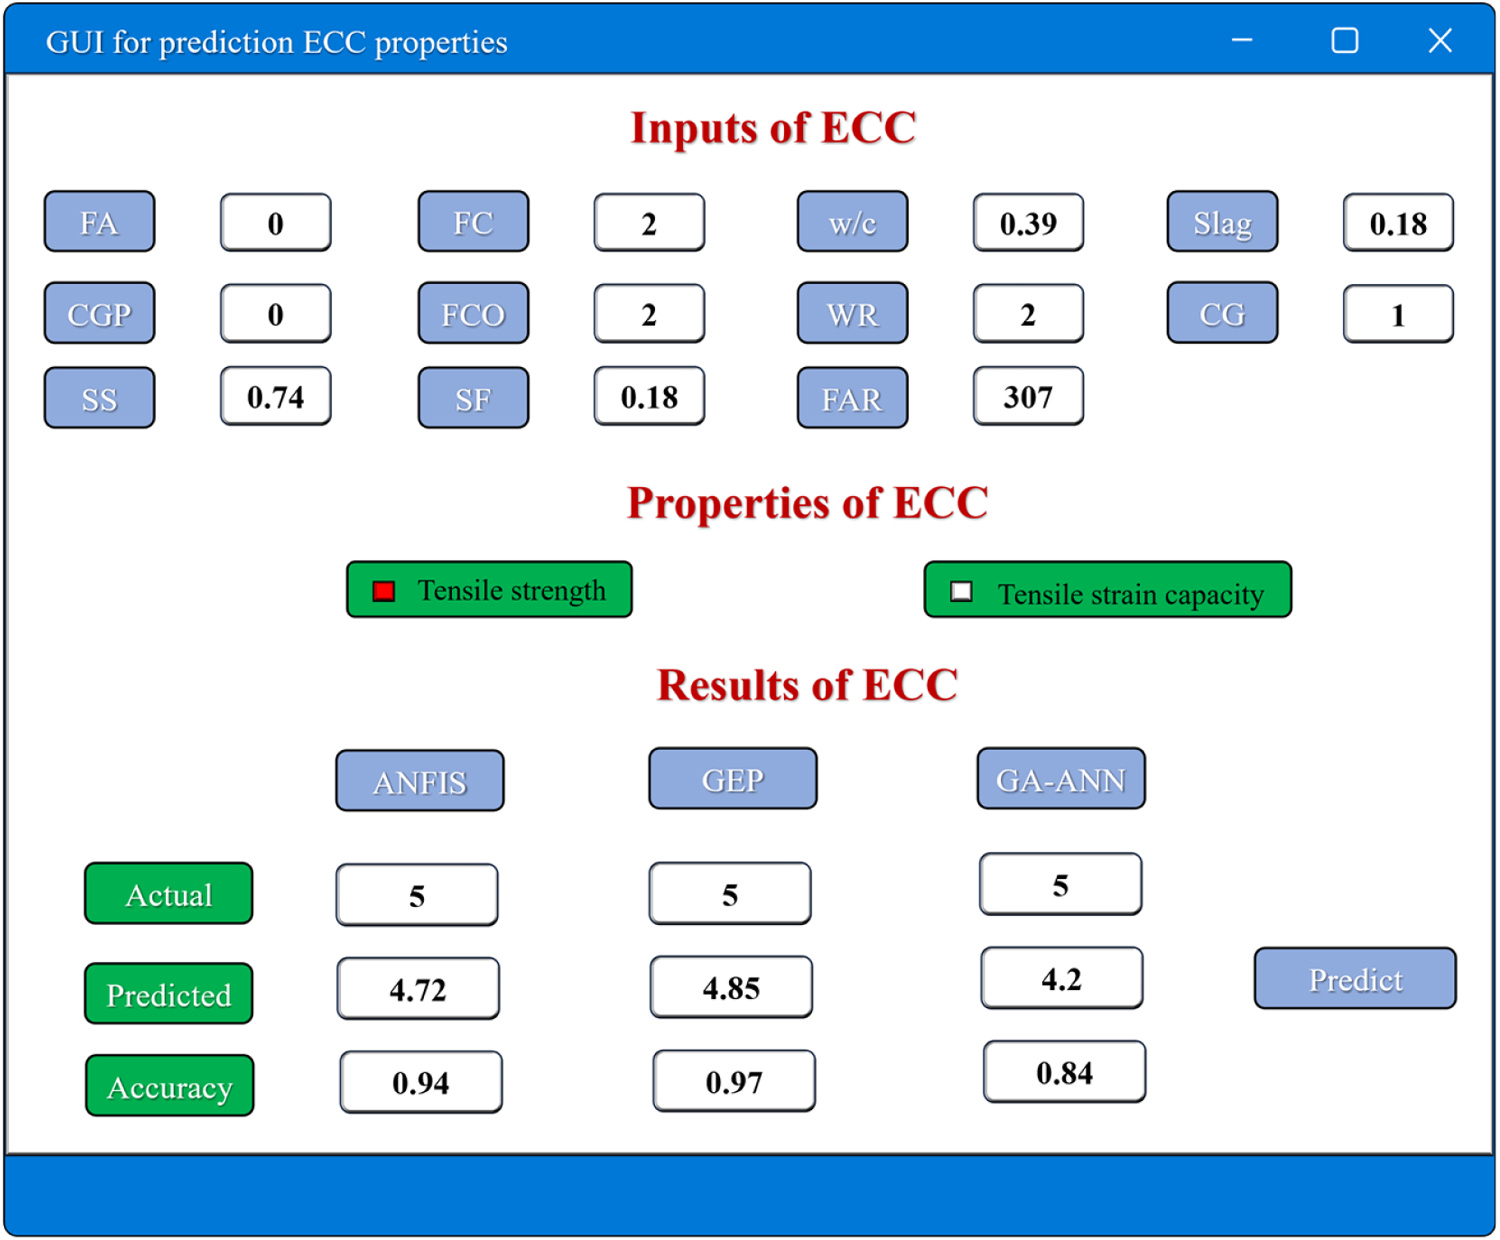 GUI for prediction ECC properties
Inputs of ECC
FA 0 FC 2 w/c 0.39 Slag 0.18
CGP 0 FCO 2 WR 2 CG 1
SS 0.74 SF 0.18 FAR 307
Properties of ECC
Tensile strength Tensile strain capacity
Results of ECC
ANFIS GEP GA-ANN
Actual 5 5 5
Predicted 4.72 4.85 4.2 Predict
Accuracy 0.94 0.97 0.84